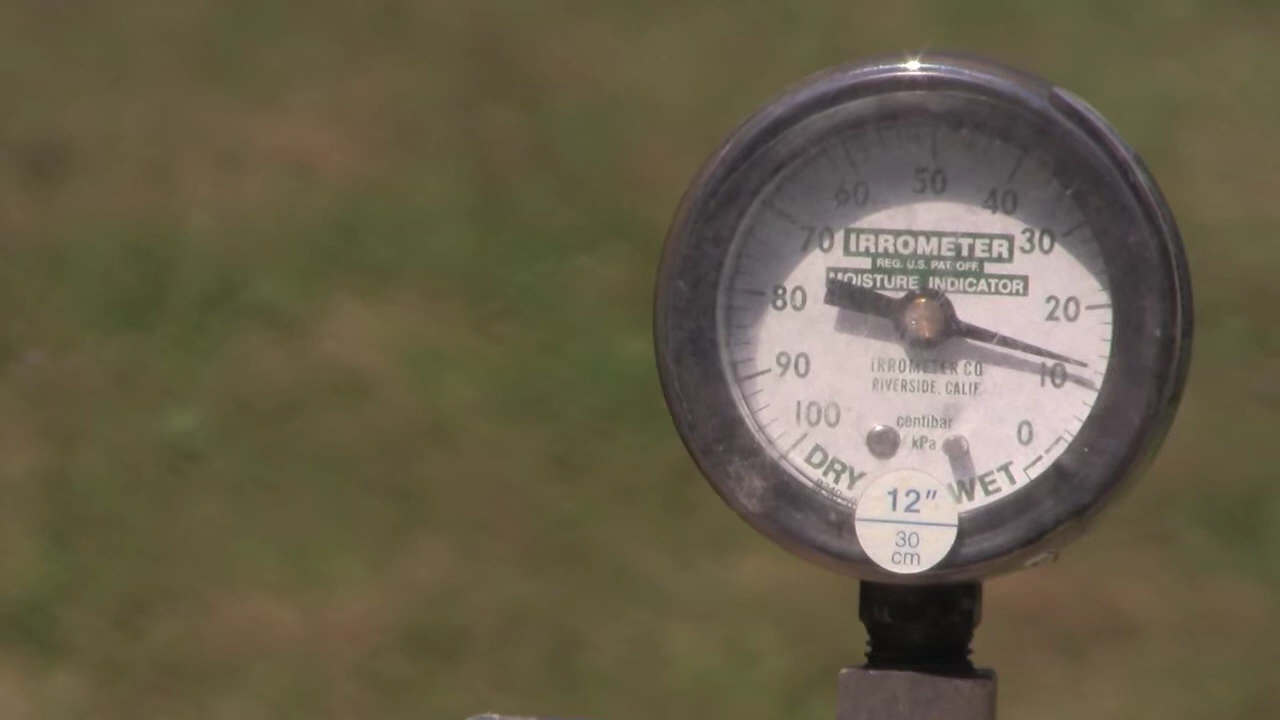 50
60
40
70
30
IRROMETER
REG. U.S. PAT. OFF.
MOISTURE INDICATOR
80
20
90
10
IRROMETER CO
RIVERSIDE, CALIF.
100
0
centibar
kPa
DRY
WET
12"
30
cm